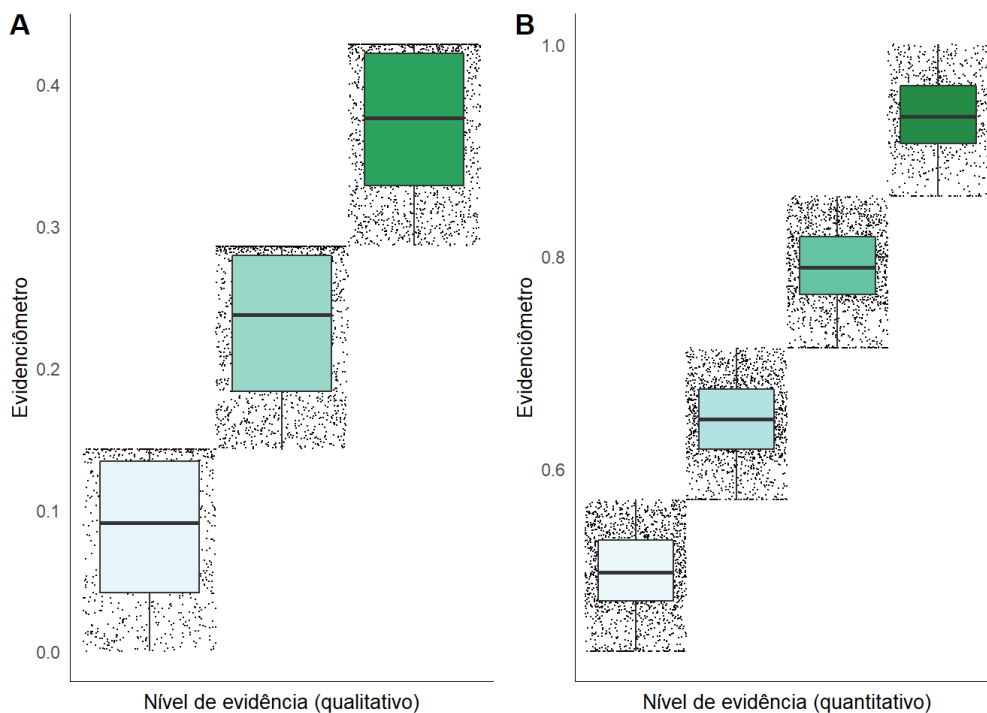 A
0.4
0.3
0.2
0.1
0.0
Evidenciômetro
Nível de evidência (qualitativo)
B
1.0
0.8
0.6
Evidenciômetro
Nível de evidência (quantitativo)